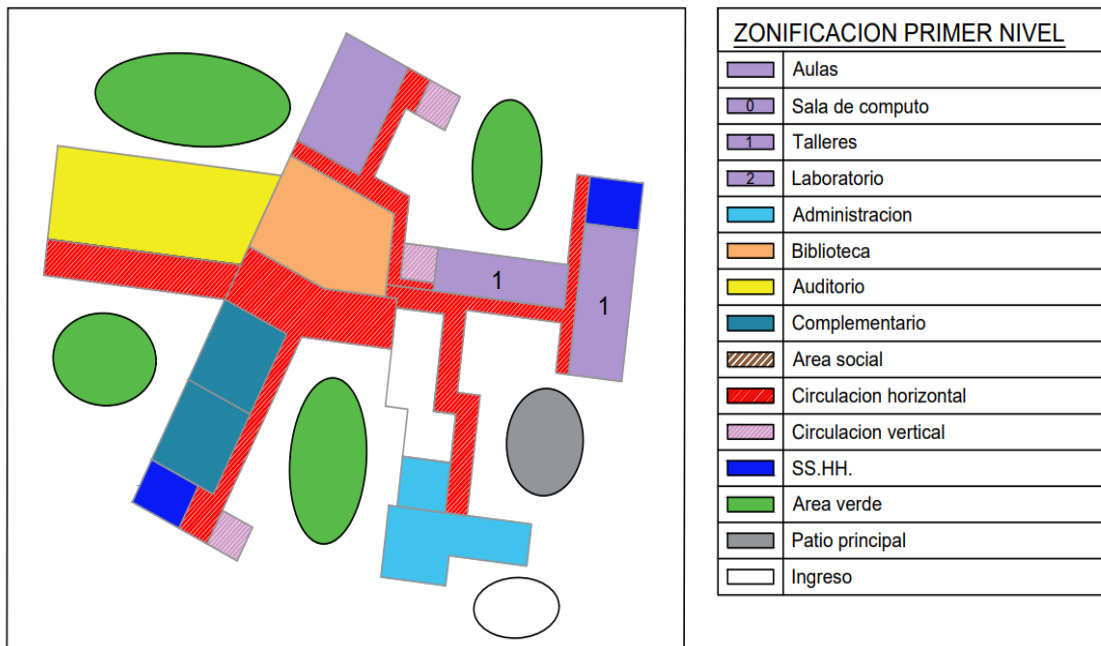 ZONIFICACION PRIMER NIVEL
Aulas
0 Sala de computo
1 Talleres
2 Laboratorio
Administracion
Biblioteca
Auditorio
Complementario
Area social
Circulacion horizontal
Circulacion vertical
SS.HH.
Area verde
Patio principal
Ingreso
1
1